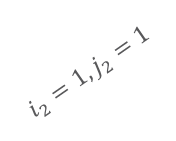 i₂ = 1, j₂ = 1